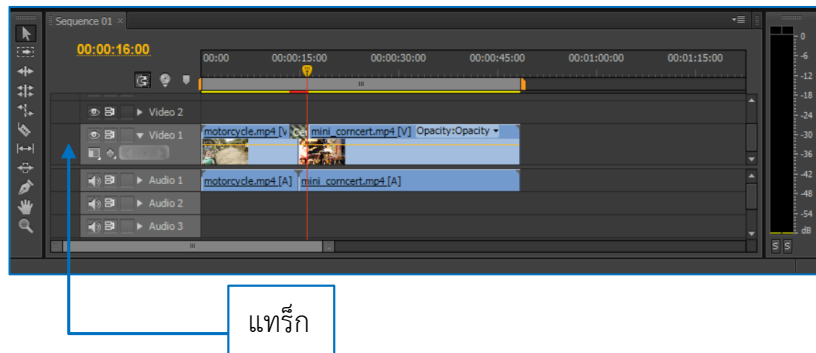 Sequence 01 ×
00:00:16:00
00:00 00:00:15:00 00:00:30:00 00:00:45:00 00:01:00:00 00:01:15:00
Video 2
Video 1 motorcycle.mp4 [V mini_corncert.mp4 [V] Opacity:Opacity
Audio 1 motorcycle.mp4 [A] mini_corncert.mp4 [A]
Audio 2
Audio 3
0
-6
-12
-18
-24
-30
-36
-42
-48
-54
dB
S S
แทร็ก